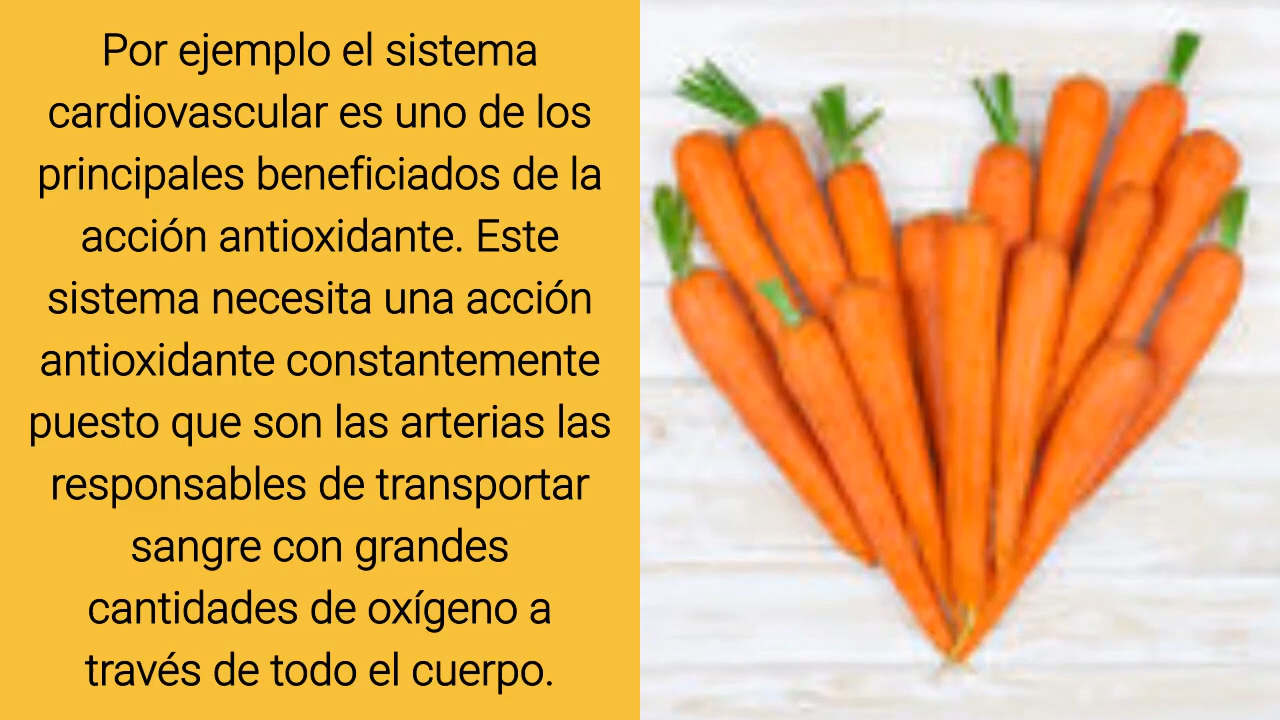 Por ejemplo el sistema
cardiovascular es uno de los
principales beneficiados de la
acción antioxidante. Este
sistema necesita una acción
antioxidante constantemente
puesto que son las arterias las
responsables de transportar
sangre con grandes
cantidades de oxígeno a
través de todo el cuerpo.